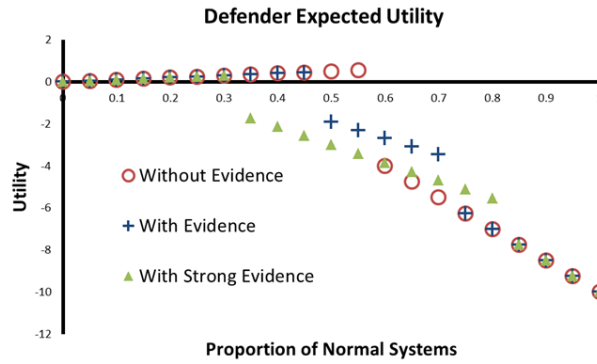 Defender Expected Utility
2
0
-2
-4
-6
-8
-10
-12
0 0.1 0.2 0.3 0.4 0.5 0.6 0.7 0.8 0.9
Utility
Without Evidence
With Evidence
With Strong Evidence
Proportion of Normal Systems